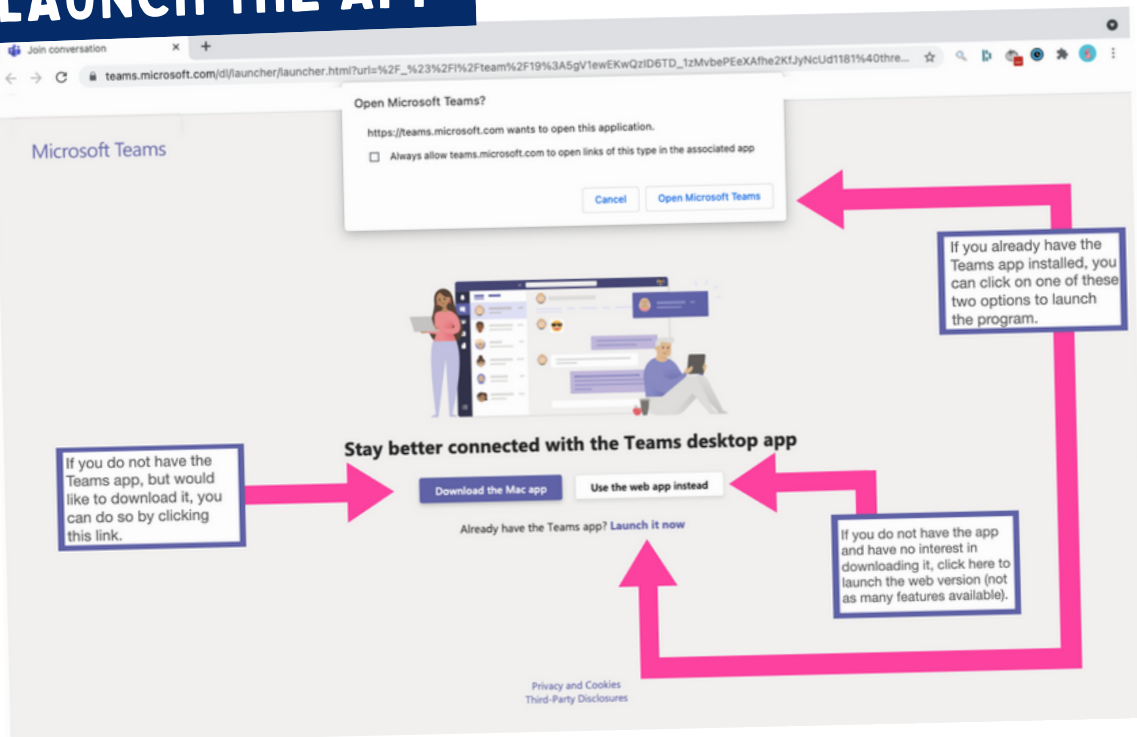 LAUNCH THE APP
Join conversation
teams.microsoft.com/dl/launcher/launcher.html?url=%2F_%23%2Fl%2Fteam%2F19%3A5gV1ewEKwQzID6TD_1zMvbePEeXAfhe2KfJyNcUd1181%40thre...
Open Microsoft Teams?
https://teams.microsoft.com wants to open this application.
Always allow teams.microsoft.com to open links of this type in the associated app
Cancel
Open Microsoft Teams
Microsoft Teams
If you already have the
Teams app installed, you
can click on one of these
two options to launch
the program.
Stay better connected with the Teams desktop app
If you do not have the
Teams app, but would
like to download it, you
can do so by clicking
this link.
Download the Mac app
Use the web app instead
Already have the Teams app? Launch it now
If you do not have the app
and have no interest in
downloading it, click here to
launch the web version (not
as many features available).
Privacy and Cookies
Third-Party Disclosures